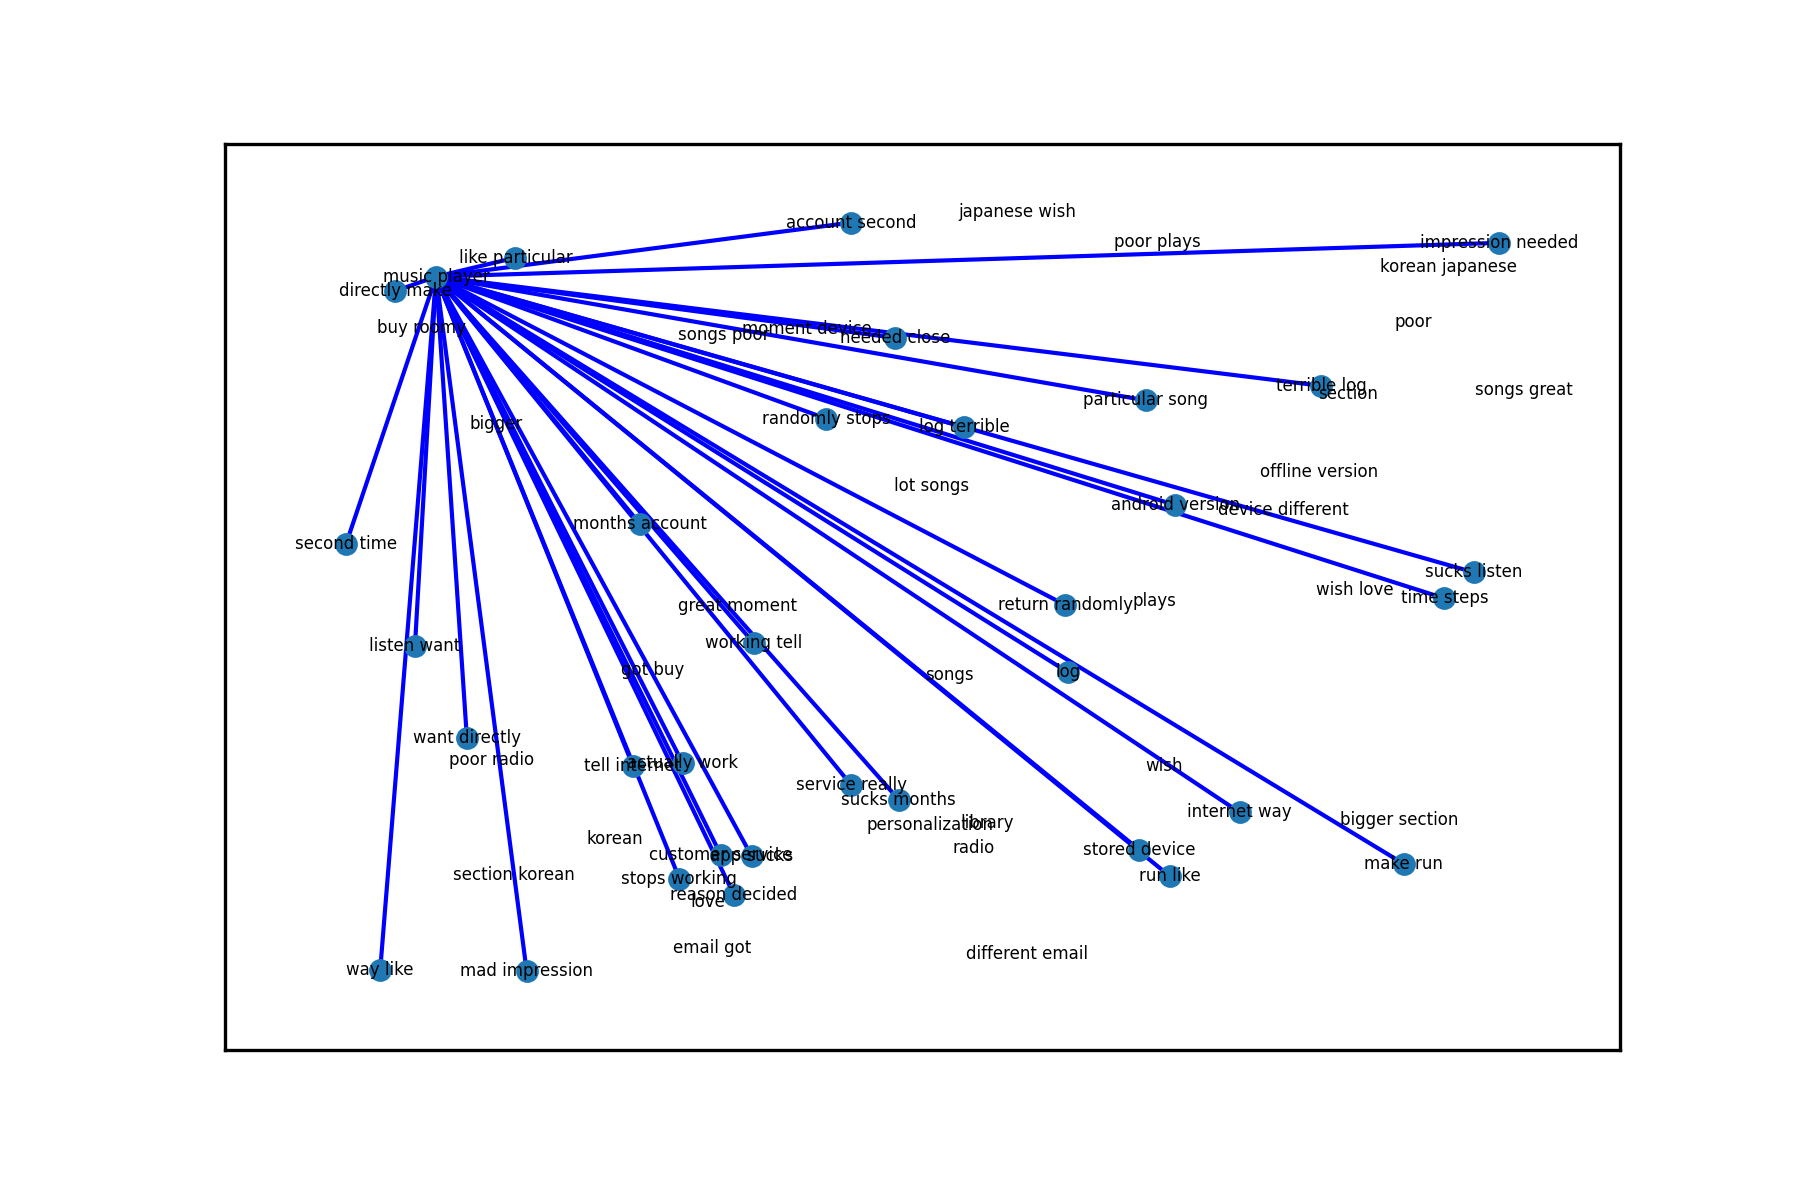 japanese wish
account second
poor plays
impression needed
like particular
korean japanese
music player
directly make
poor
buy roomy
moment device
songs poor
needed close
terrible log
section
songs great
particular song
randomly stops
bigger
log terrible
offline version
lot songs
android version
device different
months account
second time
sucks listen
wish love
time steps
great moment
return randomly
plays
working tell
listen want
got buy
log
songs
want directly
poor radio
tell internet
actually work
wish
service really
sucks months
internet way
bigger section
personalization
library
korean
radio
stored device
customer service
app sucks
make run
section korean
stops working
run like
reason decided
love
email got
different email
way like
mad impression